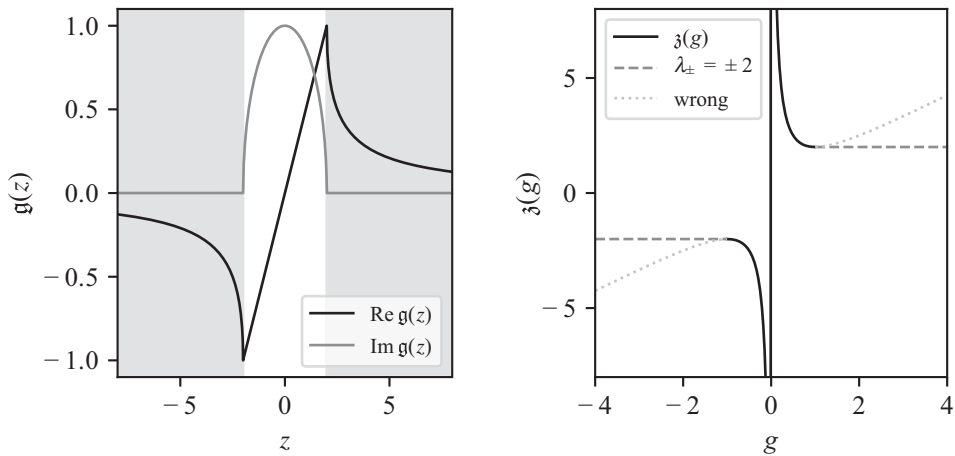 1.0
0.5
0.0
−0.5
−1.0
𝔤(z)
Re 𝔤(z)
Im 𝔤(z)
−5
0
5
z
𝔷(g)
λ± = ±2
wrong
5
0
−5
𝔷(g)
−4
−2
0
2
4
g